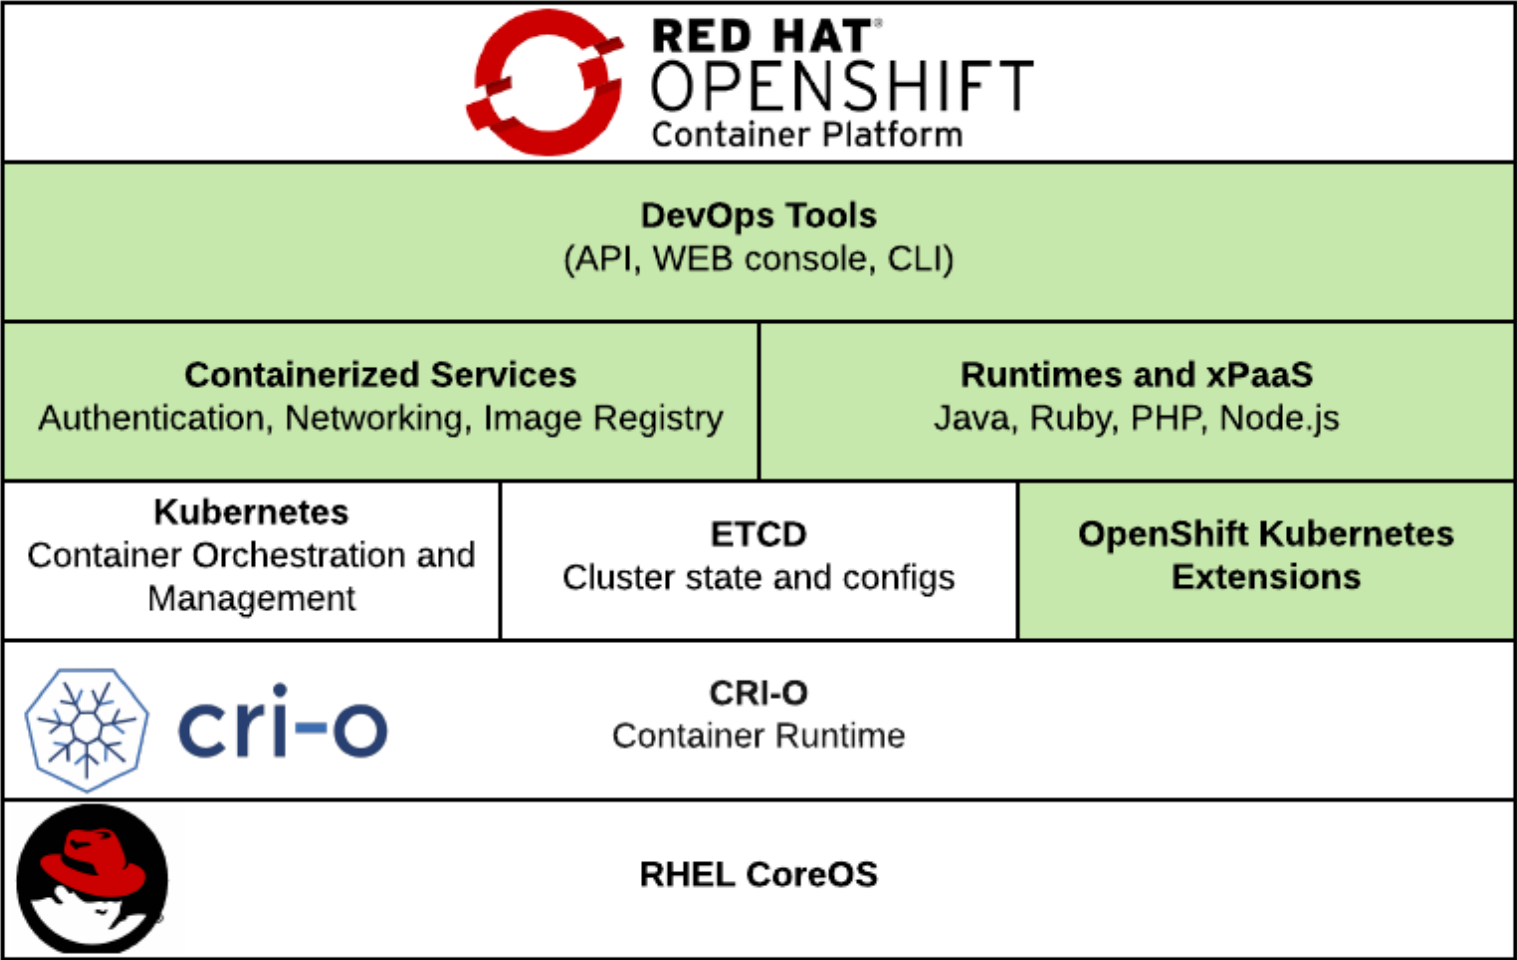 RED HAT®
OPENSHIFT
Container Platform
DevOps Tools
(API, WEB console, CLI)
Containerized Services
Authentication, Networking, Image Registry
Runtimes and xPaaS
Java, Ruby, PHP, Node.js
Kubernetes
Container Orchestration and
Management
ETCD
Cluster state and configs
OpenShift Kubernetes
Extensions
cri-o
CRI-O
Container Runtime
RHEL CoreOS